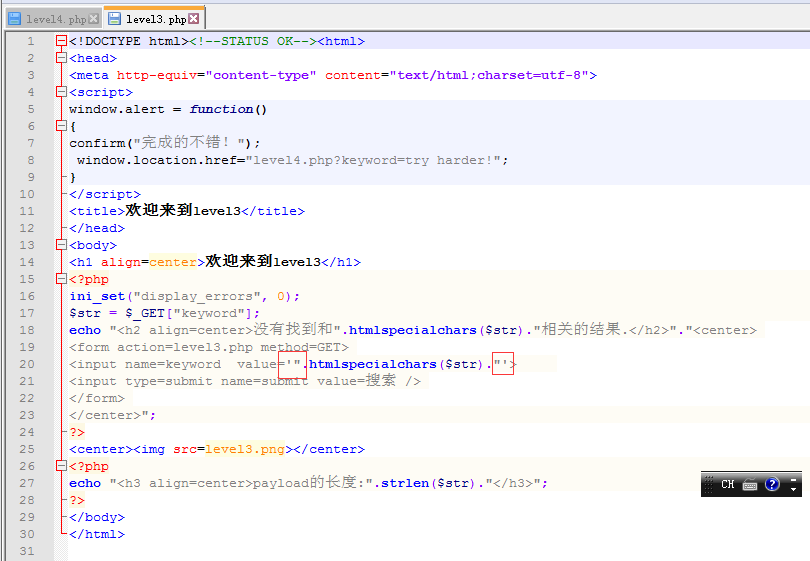 level4.php level3.php
1 <!DOCTYPE html><!--STATUS OK--><html>
2 <head>
3 <meta http-equiv="content-type" content="text/html;charset=utf-8">
4 <script>
5 window.alert = function()
6 {
7 confirm("完成的不错！");
8  window.location.href="level4.php?keyword=try harder!";
9 }
10 </script>
11 <title>欢迎来到level3</title>
12 </head>
13 <body>
14 <h1 align=center>欢迎来到level3</h1>
15 <?php
16 ini_set("display_errors", 0);
17 $str = $_GET["keyword"];
18 echo "<h2 align=center>没有找到和".htmlspecialchars($str)."相关的结果.</h2>"."<center>
19 <form action=level3.php method=GET>
20 <input name=keyword  value='".htmlspecialchars($str)."'>
21 <input type=submit name=submit value=搜索 />
22 </form>
23 </center>";
24 ?>
25 <center><img src=level3.png></center>
26 <?php
27 echo "<h3 align=center>payload的长度:".strlen($str)."</h3>";
28 ?>
29 </body>
30 </html>
31
CH ?